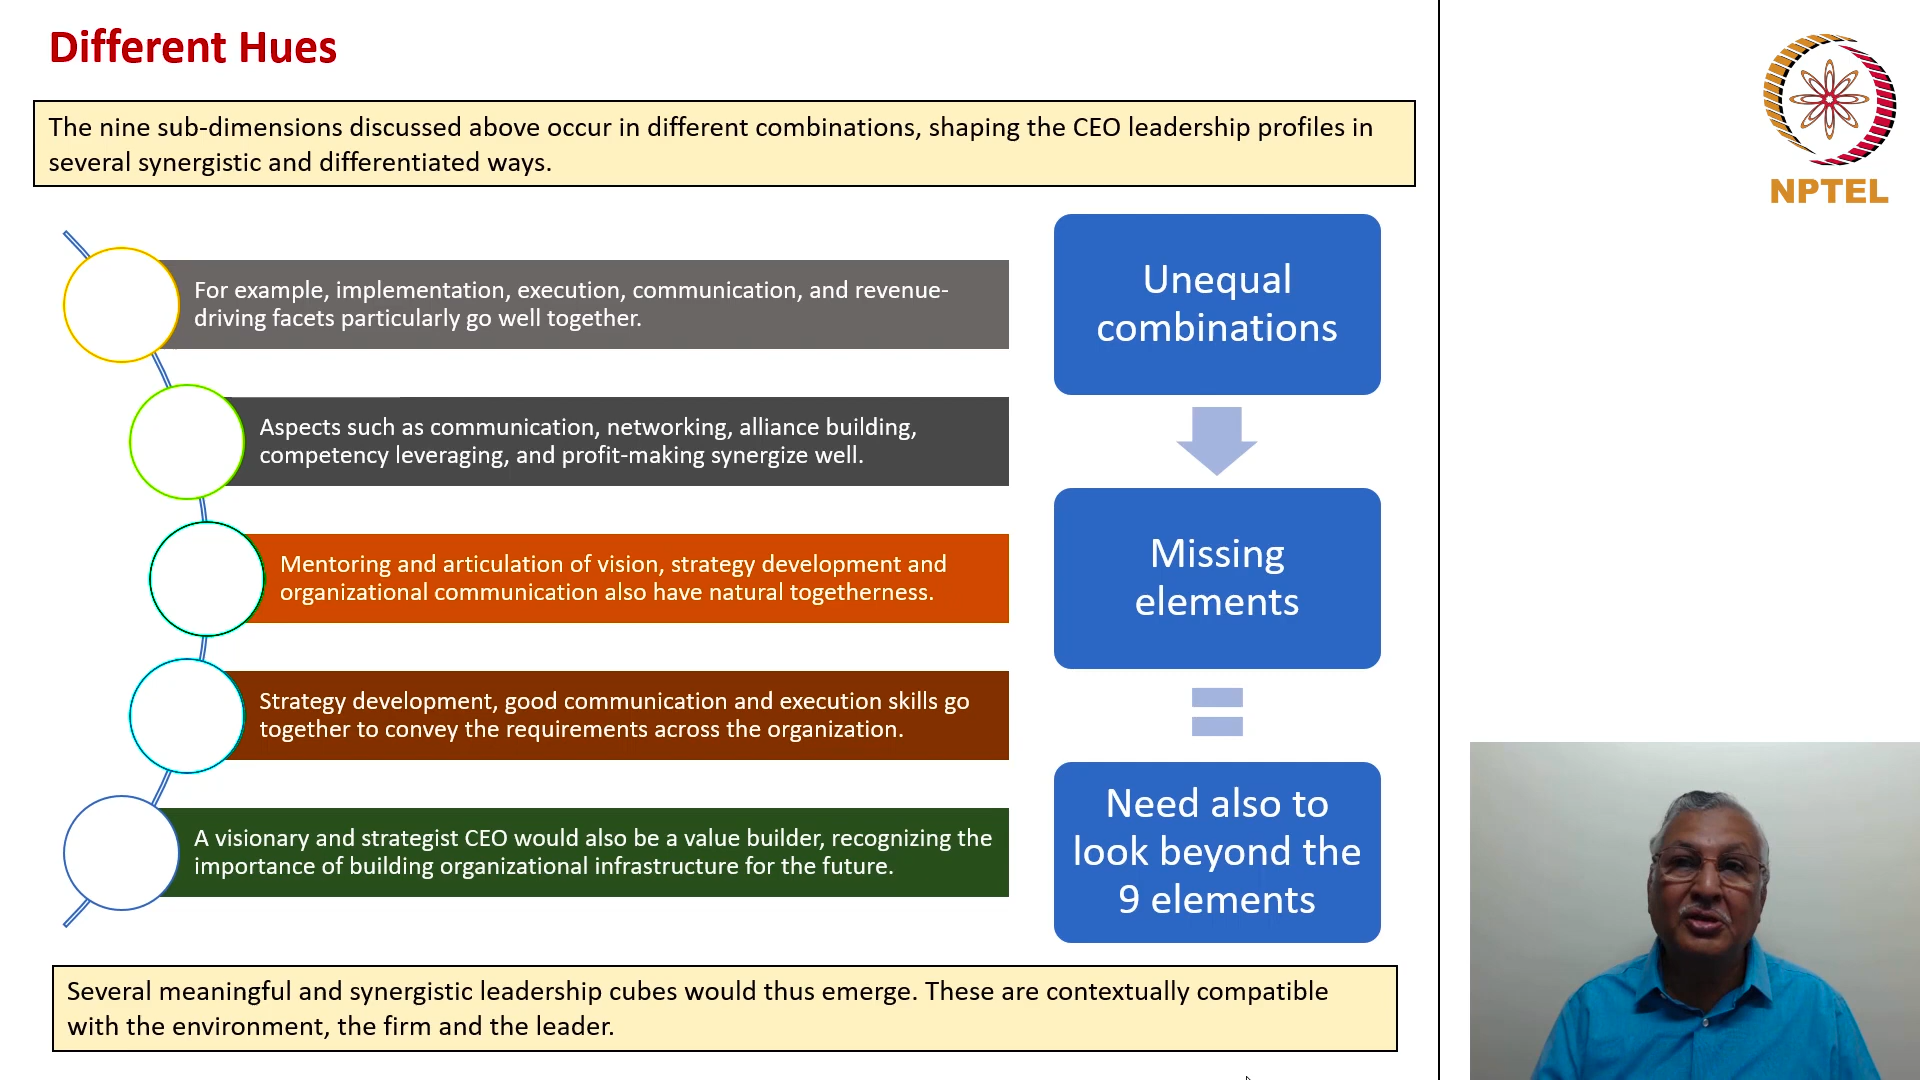 Different Hues
The nine sub-dimensions discussed above occur in different combinations, shaping the CEO leadership profiles in
several synergistic and differentiated ways.
For example, implementation, execution, communication, and revenue-
driving facets particularly go well together.
Aspects such as communication, networking, alliance building,
competency leveraging, and profit-making synergize well.
Mentoring and articulation of vision, strategy development and
organizational communication also have natural togetherness.
Strategy development, good communication and execution skills go
together to convey the requirements across the organization.
A visionary and strategist CEO would also be a value builder, recognizing the
importance of building organizational infrastructure for the future.
Unequal
combinations
Missing
elements
Need also to
look beyond the
9 elements
Several meaningful and synergistic leadership cubes would thus emerge. These are contextually compatible
with the environment, the firm and the leader.
NPTEL